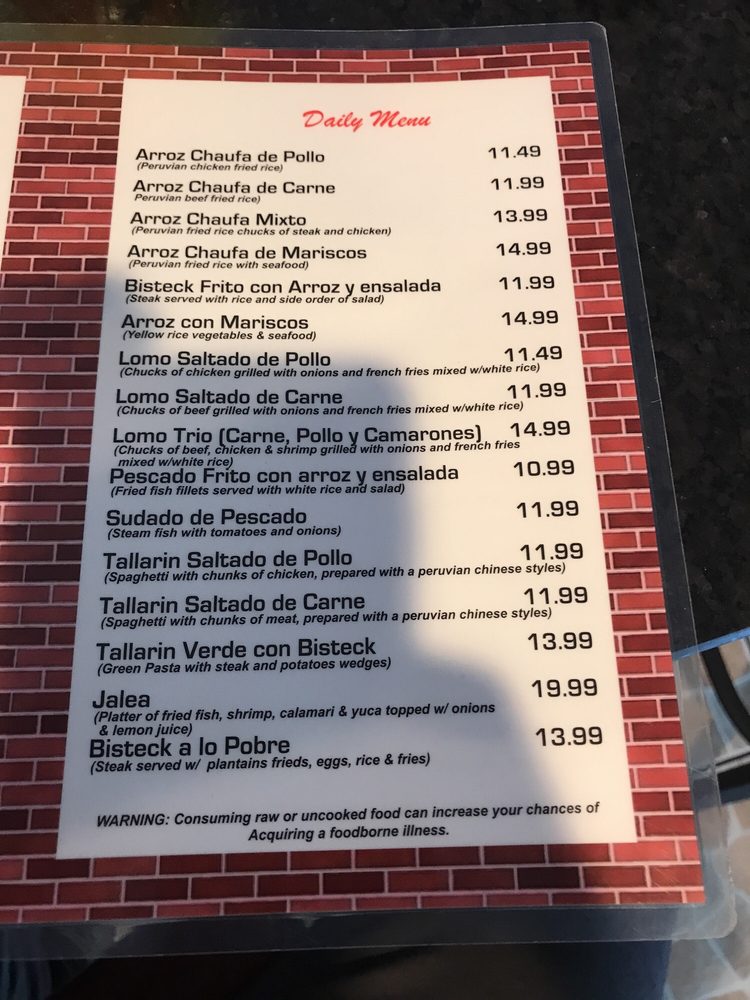 Daily Menu
Arroz Chaufa de Pollo 11.49
(Peruvian chicken fried rice)
Arroz Chaufa de Carne 11.99
Peruvian beef fried rice)
Arroz Chaufa Mixto 13.99
(Peruvian fried rice chucks of steak and chicken)
Arroz Chaufa de Mariscos 14.99
(Peruvian fried rice with seafood)
Bisteck Frito con Arroz y ensalada 11.99
(Steak served with rice and side order of salad)
Arroz con Mariscos 14.99
(Yellow rice vegetables & seafood)
Lomo Saltado de Pollo 11.49
(Chucks of chicken grilled with onions and french fries mixed w/white rice)
Lomo Saltado de Carne 11.99
(Chucks of beef grilled with onions and french fries mixed w/white rice)
Lomo Trio (Carne, Pollo y Camarones) 14.99
(Chucks of beef, chicken & shrimp grilled with onions and french fries
mixed w/white rice)
Pescado Frito con arroz y ensalada 10.99
(Fried fish fillets served with white rice and salad)
Sudado de Pescado 11.99
(Steam fish with tomatoes and onions)
Tallarin Saltado de Pollo 11.99
(Spaghetti with chunks of chicken, prepared with a peruvian chinese styles)
Tallarin Saltado de Carne 11.99
(Spaghetti with chunks of meat, prepared with a peruvian chinese styles)
Tallarin Verde con Bisteck 13.99
(Green Pasta with steak and potatoes wedges)
Jalea 19.99
(Platter of fried fish, shrimp, calamari & yuca topped w/ onions
& lemon juice)
Bisteck a lo Pobre 13.99
(Steak served w/ plantains frieds, eggs, rice & fries)
WARNING: Consuming raw or uncooked food can increase your chances of
Acquiring a foodborne illness.